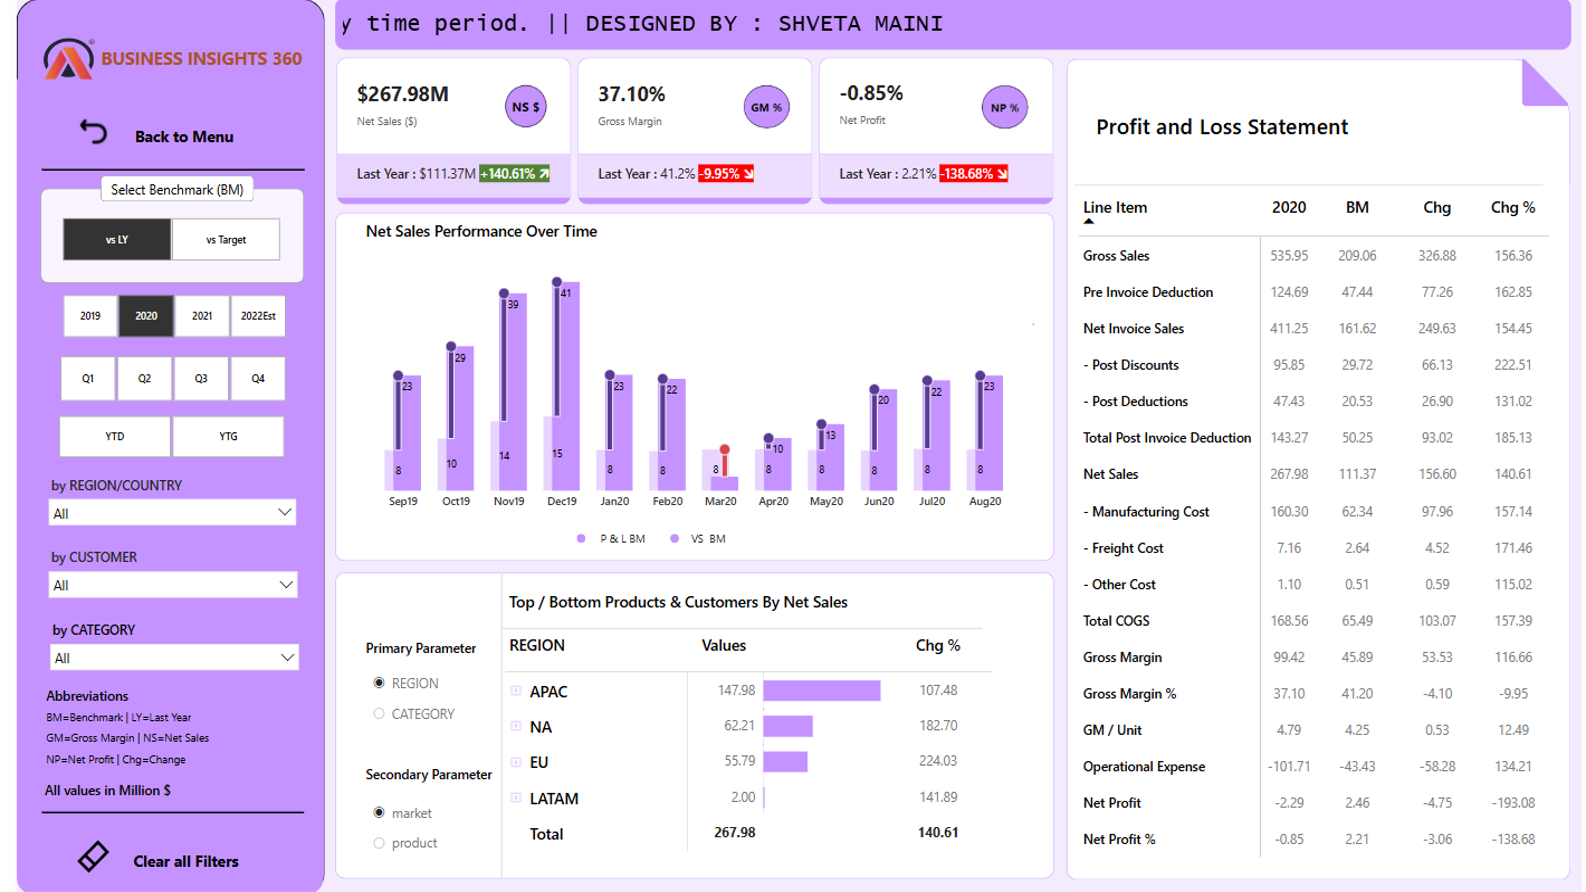 y time period. || DESIGNED BY : SHVETA MAINI
BUSINESS INSIGHTS 360
Back to Menu
Select Benchmark (BM)
vs LY vs Target
2019 2020 2021 2022Est
Q1 Q2 Q3 Q4
YTD YTG
by REGION/COUNTRY
All
by CUSTOMER
All
by CATEGORY
All
Abbreviations
BM=Benchmark | LY=Last Year
GM=Gross Margin | NS=Net Sales
NP=Net Profit | Chg=Change
All values in Million $
Clear all Filters
$267.98M
Net Sales ($)
NS $
Last Year : $111.37M +140.61%
37.10%
Gross Margin
GM %
Last Year : 41.2% -9.95%
-0.85%
Net Profit
NP %
Last Year : 2.21% -138.68%
Net Sales Performance Over Time
23 29 39 41 23 22 10 13 20 22 23
8 10 14 15 8 8 8 8 8 8 8 8
Sep19 Oct19 Nov19 Dec19 Jan20 Feb20 Mar20 Apr20 May20 Jun20 Jul20 Aug20
P & L BM VS BM
Primary Parameter
REGION
CATEGORY
Secondary Parameter
market
product
Top / Bottom Products & Customers By Net Sales
REGION Values Chg %
APAC 147.98 107.48
NA 62.21 182.70
EU 55.79 224.03
LATAM 2.00 141.89
Total 267.98 140.61
Profit and Loss Statement
Line Item 2020 BM Chg Chg %
Gross Sales 535.95 209.06 326.88 156.36
Pre Invoice Deduction 124.69 47.44 77.26 162.85
Net Invoice Sales 411.25 161.62 249.63 154.45
- Post Discounts 95.85 29.72 66.13 222.51
- Post Deductions 47.43 20.53 26.90 131.02
Total Post Invoice Deduction 143.27 50.25 93.02 185.13
Net Sales 267.98 111.37 156.60 140.61
- Manufacturing Cost 160.30 62.34 97.96 157.14
- Freight Cost 7.16 2.64 4.52 171.46
- Other Cost 1.10 0.51 0.59 115.02
Total COGS 168.56 65.49 103.07 157.39
Gross Margin 99.42 45.89 53.53 116.66
Gross Margin % 37.10 41.20 -4.10 -9.95
GM / Unit 4.79 4.25 0.53 12.49
Operational Expense -101.71 -43.43 -58.28 134.21
Net Profit -2.29 2.46 -4.75 -193.08
Net Profit % -0.85 2.21 -3.06 -138.68